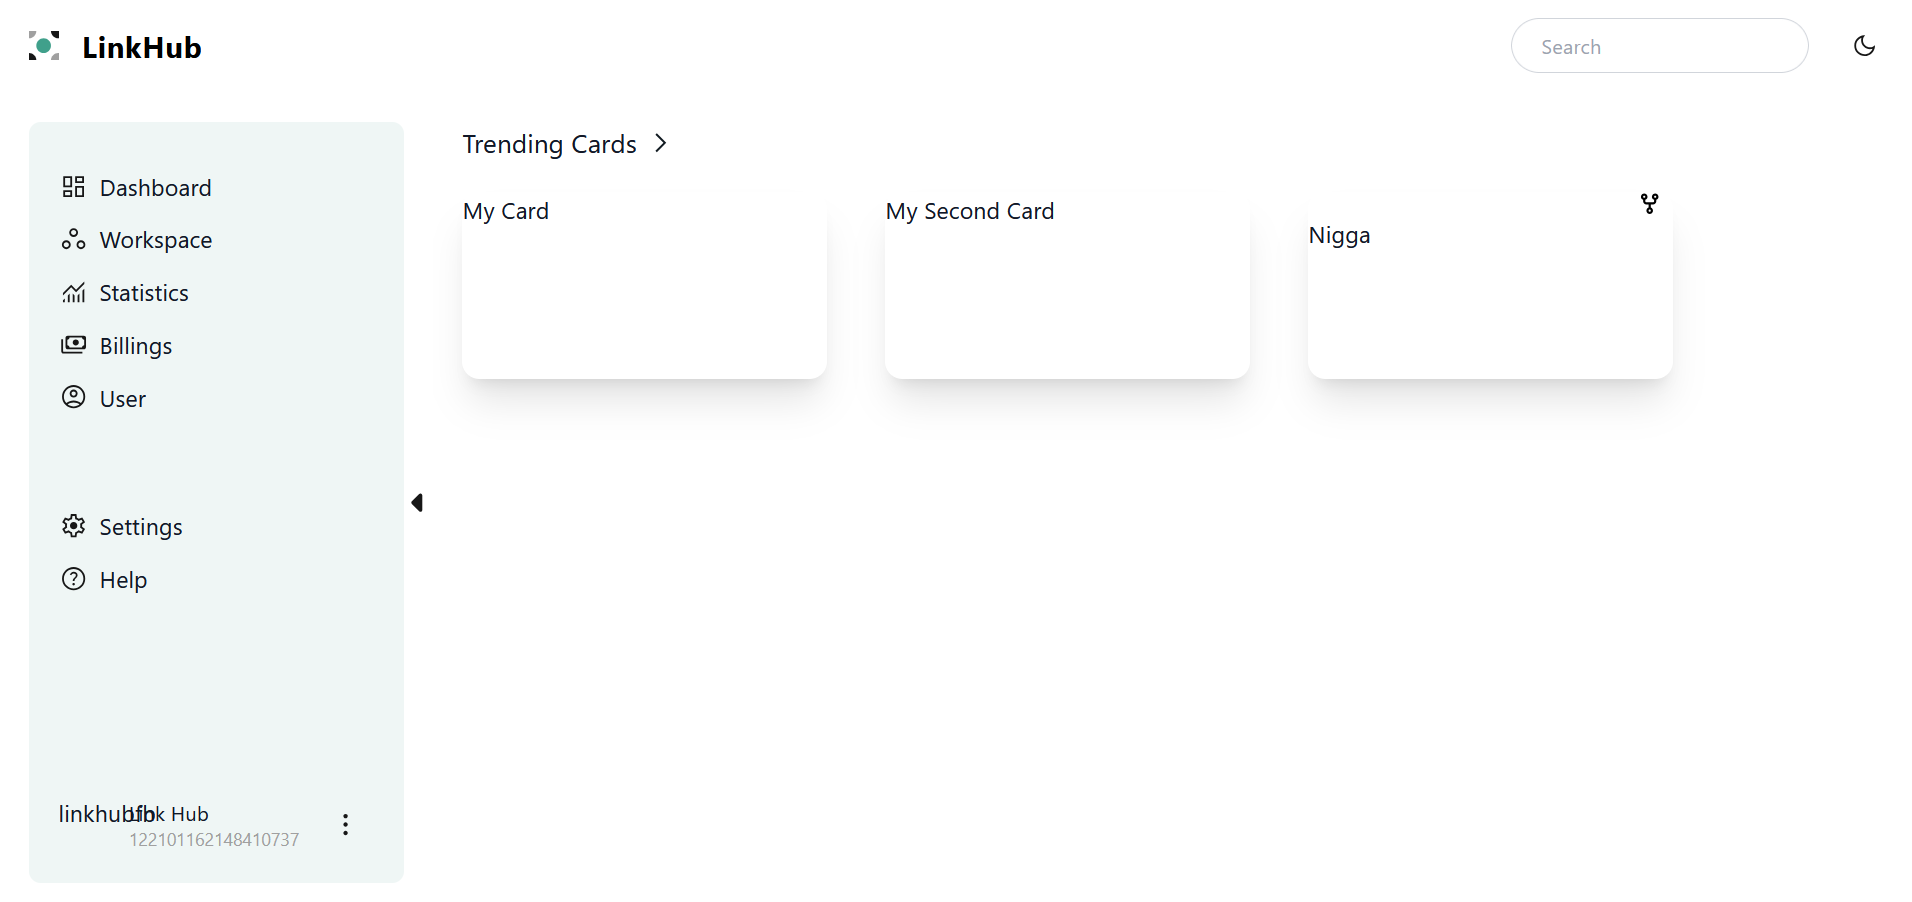 LinkHub
Search
Trending Cards
Dashboard
Workspace
Statistics
Billings
User
Settings
Help
My Card
My Second Card
Nigga
linkhubfb
Link Hub
122101162148410737